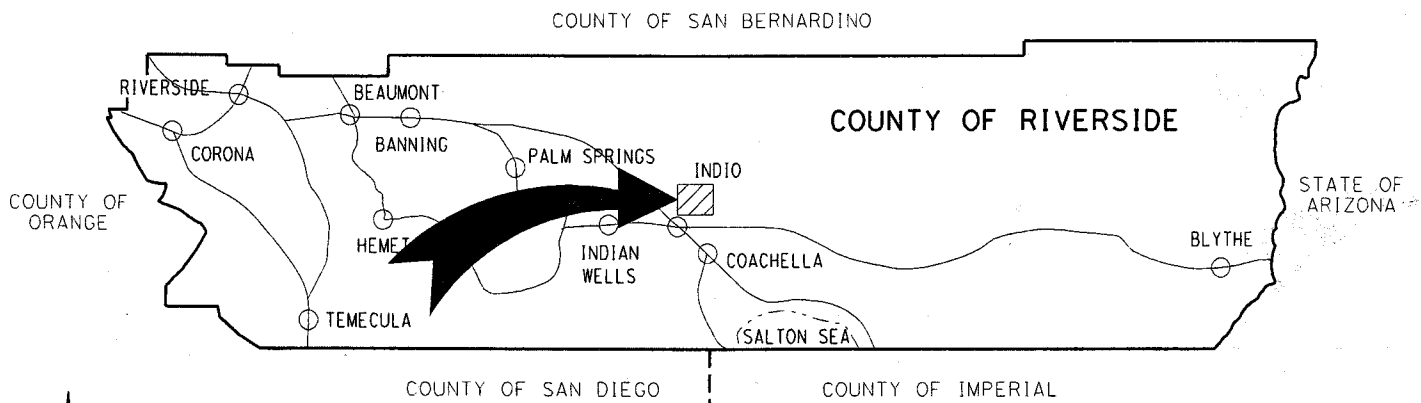 COUNTY OF SAN BERNARDINO
RIVERSIDE
BEAUMONT
COUNTY OF RIVERSIDE
CORONA
BANNING
PALM SPRINGS
INDIO
COUNTY OF
ORANGE
STATE OF
ARIZONA
HEMET
INDIAN
WELLS
COACHELLA
BLYTHE
TEMECULA
SALTON SEA
COUNTY OF SAN DIEGO
COUNTY OF IMPERIAL